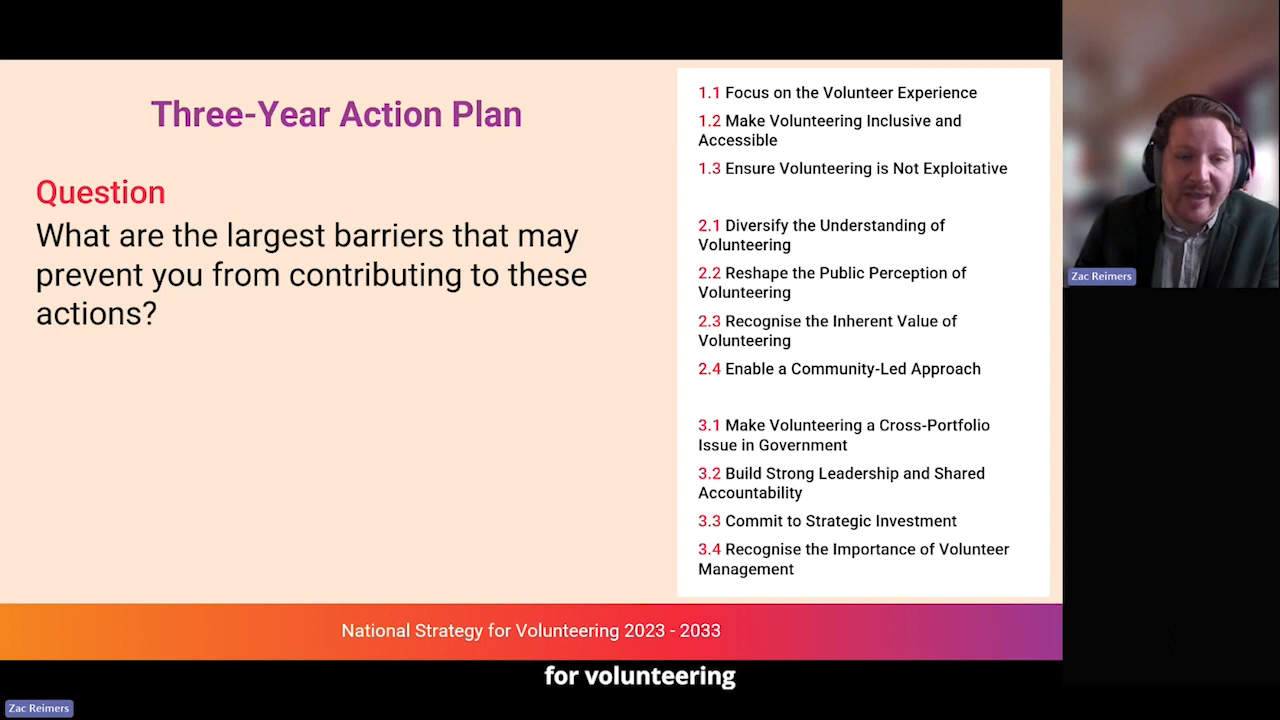 Three-Year Action Plan
Question
What are the largest barriers that may
prevent you from contributing to these
actions?
1.1 Focus on the Volunteer Experience
1.2 Make Volunteering Inclusive and
Accessible
1.3 Ensure Volunteering is Not Exploitative
2.1 Diversify the Understanding of
Volunteering
2.2 Reshape the Public Perception of
Volunteering
2.3 Recognise the Inherent Value of
Volunteering
2.4 Enable a Community-Led Approach
3.1 Make Volunteering a Cross-Portfolio
Issue in Government
3.2 Build Strong Leadership and Shared
Accountability
3.3 Commit to Strategic Investment
3.4 Recognise the Importance of Volunteer
Management
Zac Reimers
National Strategy for Volunteering 2023 - 2033
for volunteering
Zac Reimers